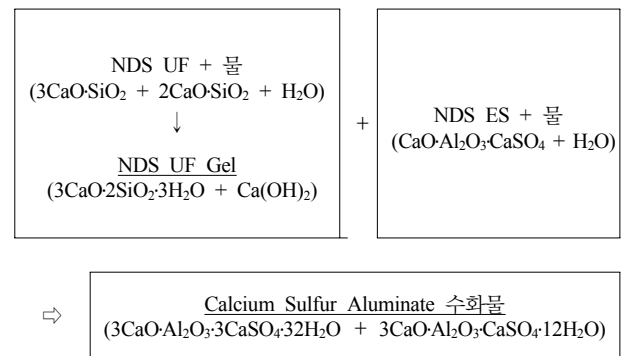 NDS UF + 물
(3CaO·SiO₂ + 2CaO·SiO₂ + H₂O)
↓
NDS UF Gel
(3CaO·2SiO₂·3H₂O + Ca(OH)₂)
+
NDS ES + 물
(CaO·Al₂O₃·CaSO₄ + H₂O)
⇨
Calcium Sulfur Aluminate 수화물
(3CaO·Al₂O₃·3CaSO₄·32H₂O + 3CaO·Al₂O₃·CaSO₄·12H₂O)